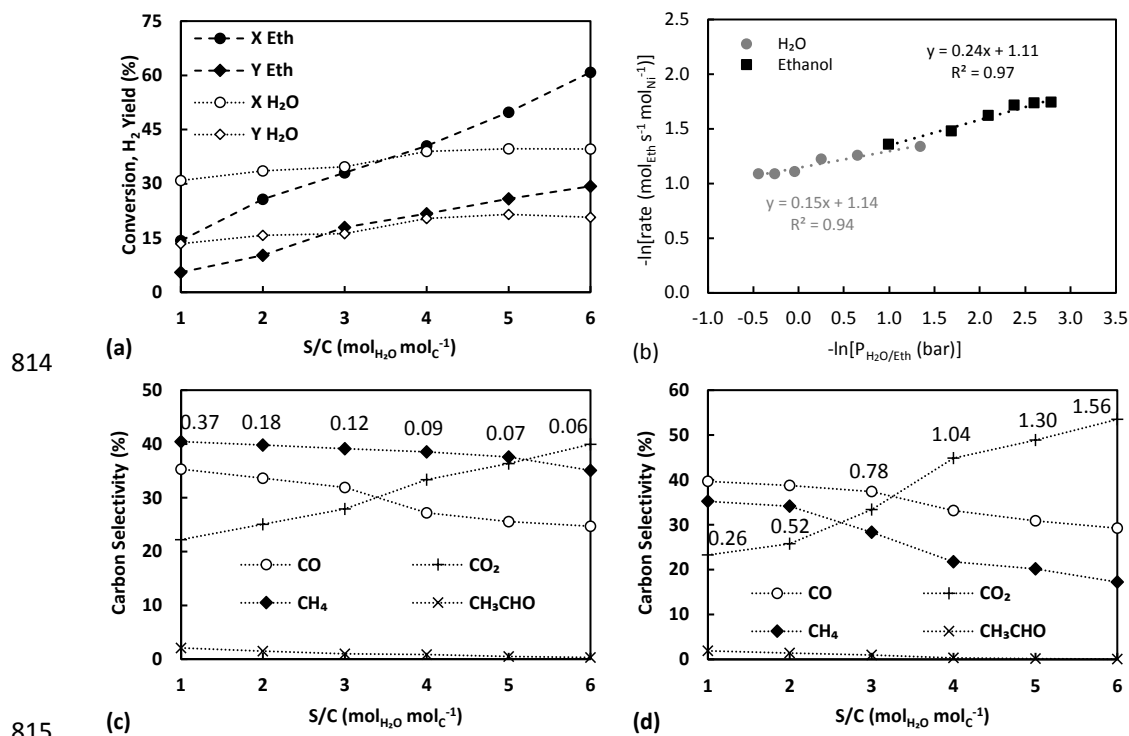 75
60
45
30
15
0
Conversion, H₂ Yield (%)
X Eth
Y Eth
X H₂O
Y H₂O
1 2 3 4 5 6
S/C (mol_H₂O mol_C⁻¹)
(a)
2.5
2.0
1.5
1.0
0.5
0.0
-ln[rate (mol_Eth s⁻¹ mol_Ni⁻¹)]
H₂O
Ethanol
y = 0.24x + 1.11
R² = 0.97
y = 0.15x + 1.14
R² = 0.94
-1.0 -0.5 0.0 0.5 1.0 1.5 2.0 2.5 3.0 3.5
-ln[P_H₂O/Eth (bar)]
(b)
814
50
40
30
20
10
0
Carbon Selectivity (%)
0.37 0.18 0.12 0.09 0.07 0.06
CO
CO₂
CH₄
CH₃CHO
1 2 3 4 5 6
S/C (mol_H₂O mol_C⁻¹)
(c)
60
50
40
30
20
10
0
Carbon Selectivity (%)
0.26 0.52 0.78 1.04 1.30 1.56
CO
CO₂
CH₄
CH₃CHO
1 2 3 4 5 6
S/C (mol_H₂O mol_C⁻¹)
(d)
815